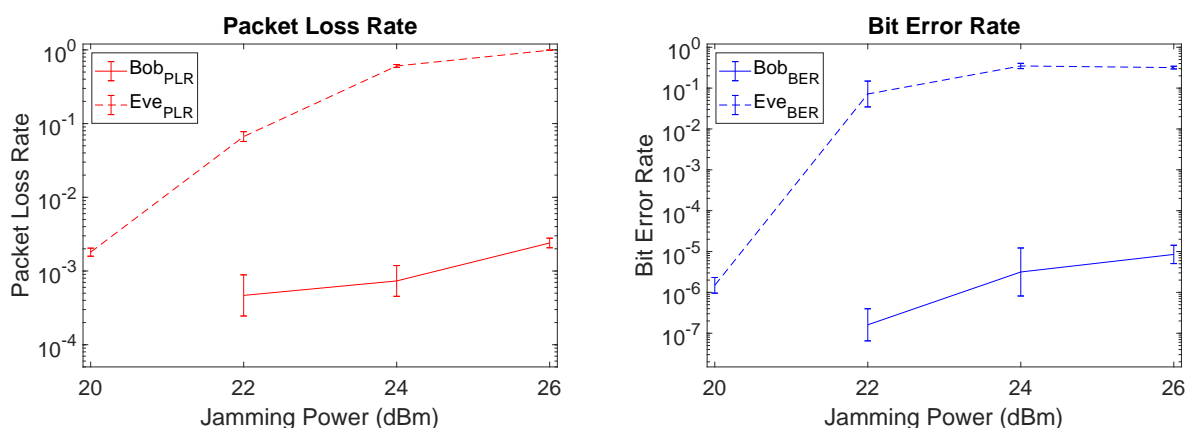 Packet Loss Rate
10^0
10^-1
10^-2
10^-3
10^-4
Packet Loss Rate
Bob_PLR
Eve_PLR
20 22 24 26
Jamming Power (dBm)
Bit Error Rate
10^0
10^-1
10^-2
10^-3
10^-4
10^-5
10^-6
10^-7
Bit Error Rate
Bob_BER
Eve_BER
20 22 24 26
Jamming Power (dBm)